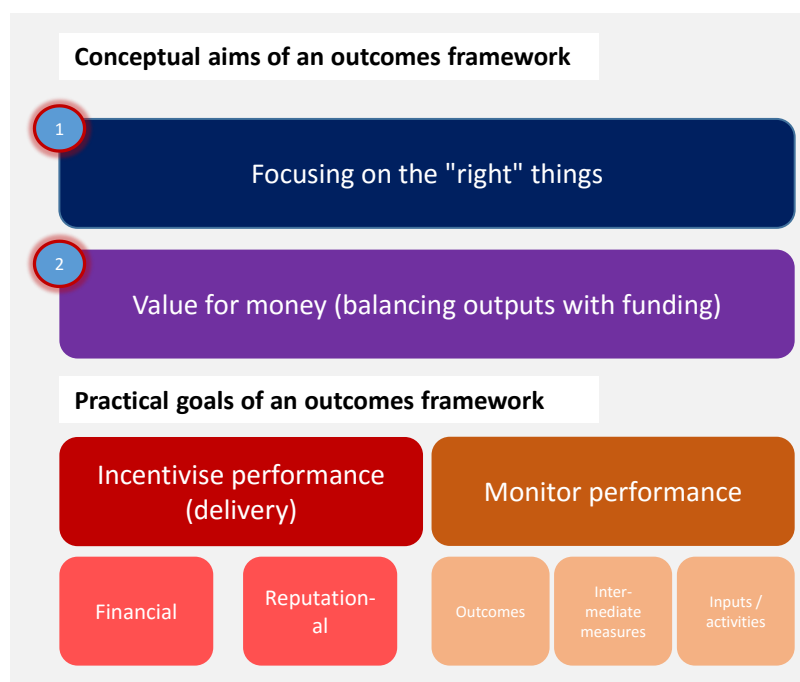 Conceptual aims of an outcomes framework
1
Focusing on the "right" things
2
Value for money (balancing outputs with funding)
Practical goals of an outcomes framework
Incentivise performance
(delivery)
Monitor performance
Financial
Reputation-
al
Outcomes
Inter-
mediate
measures
Inputs /
activities